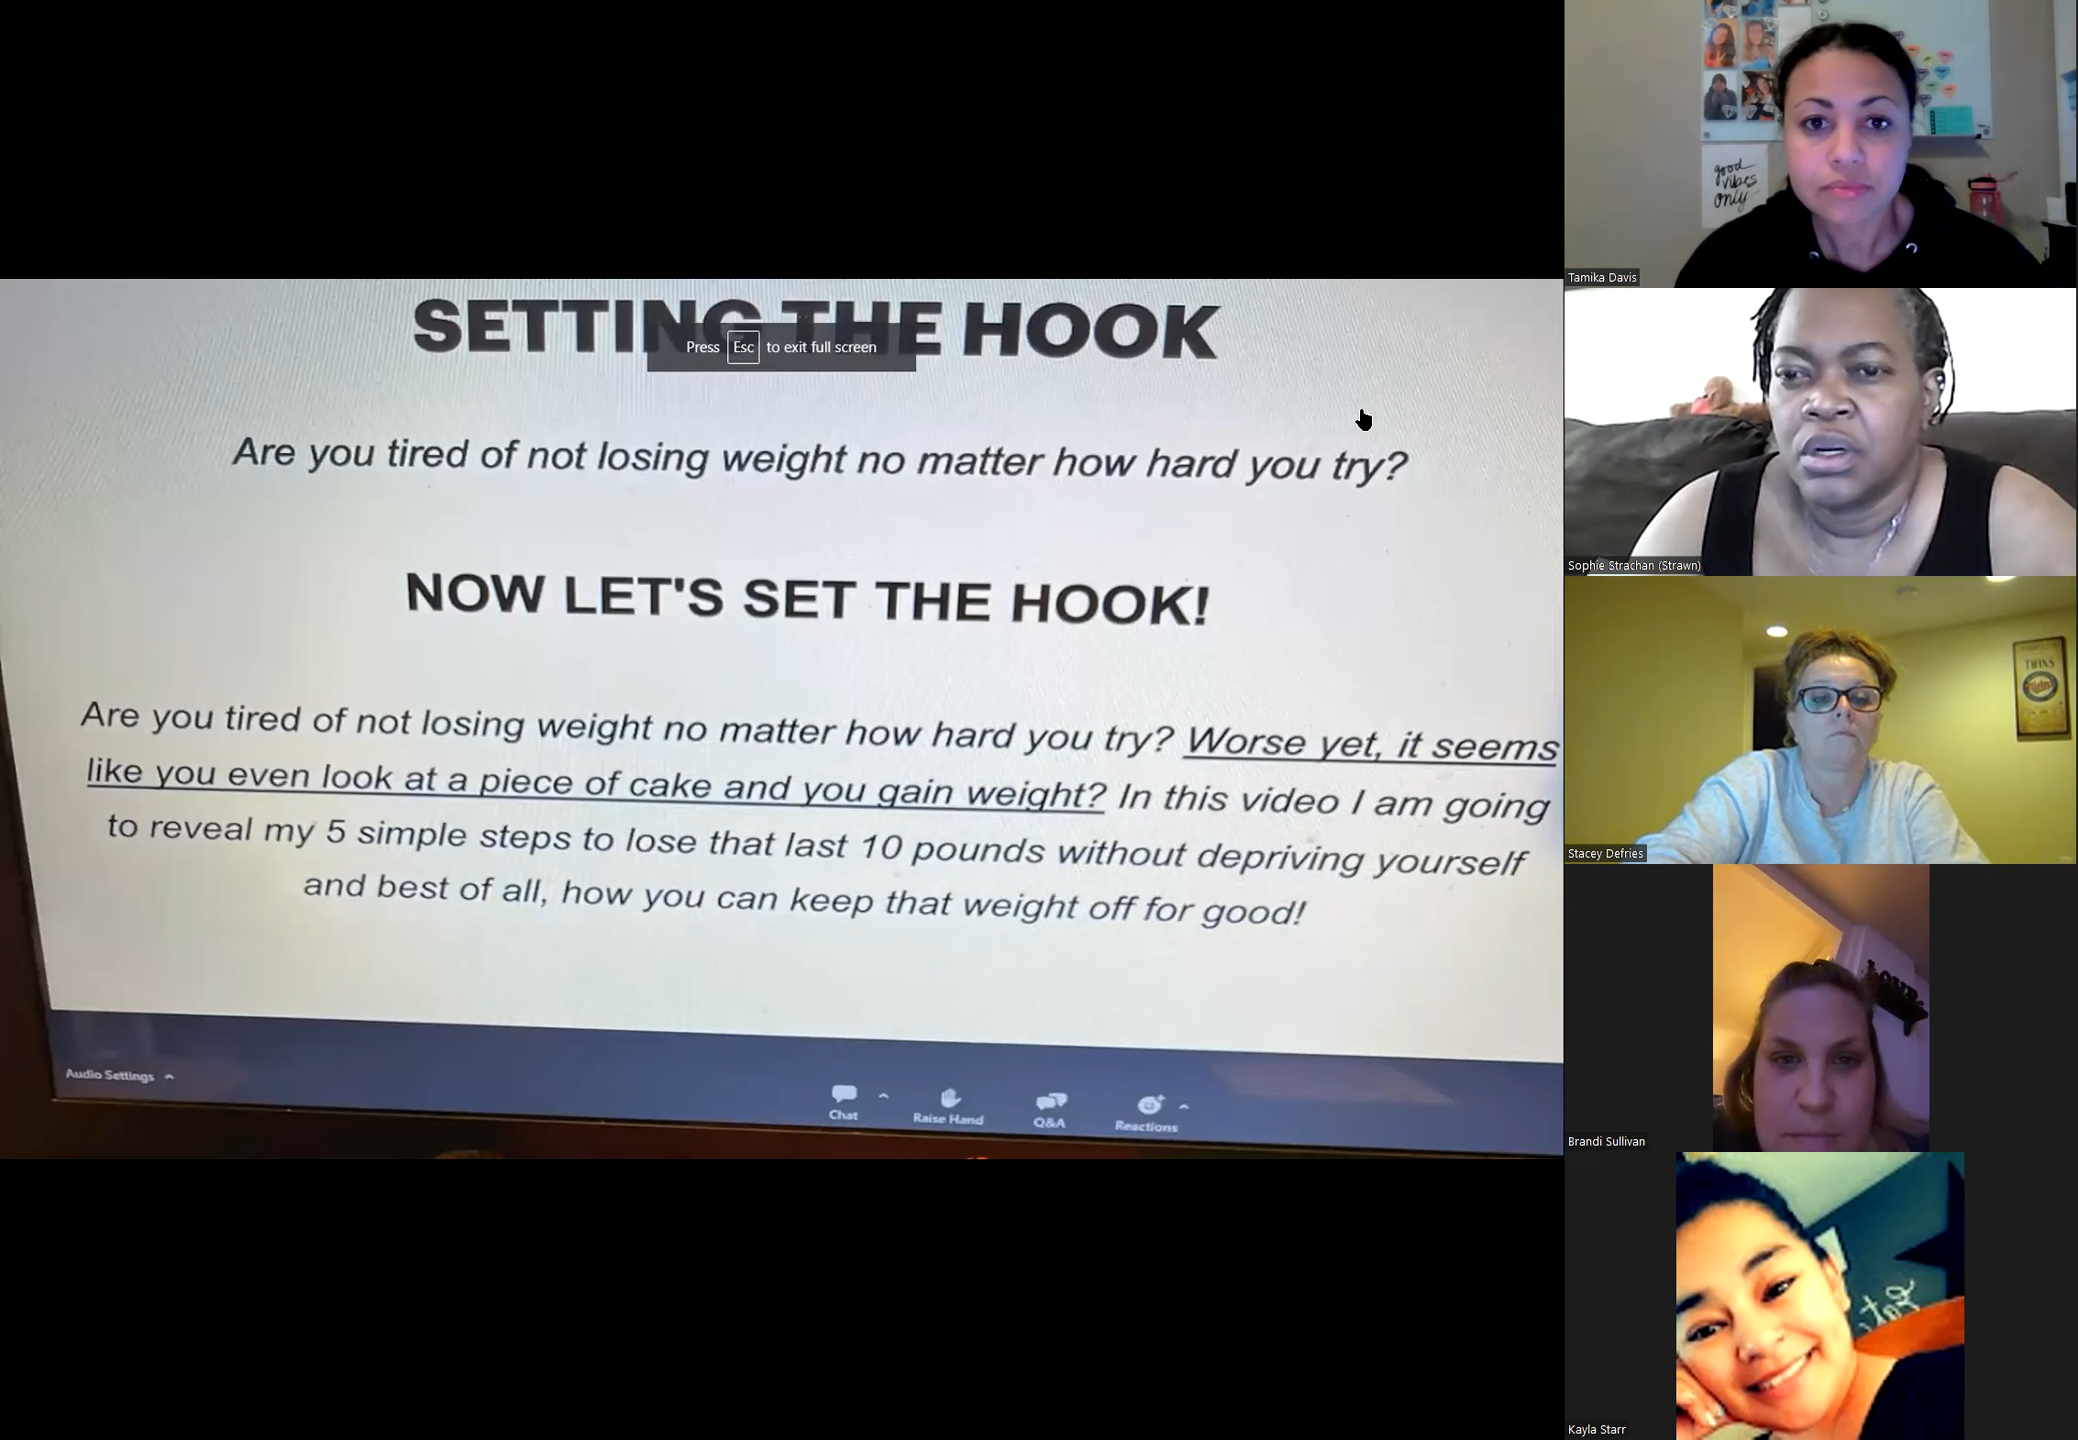 SETTING THE HOOK
Press Esc to exit full screen
Are you tired of not losing weight no matter how hard you try?
NOW LET'S SET THE HOOK!
Are you tired of not losing weight no matter how hard you try? Worse yet, it seems
like you even look at a piece of cake and you gain weight? In this video I am going
to reveal my 5 simple steps to lose that last 10 pounds without depriving yourself
and best of all, how you can keep that weight off for good!
Audio Settings
Chat
Raise Hand
Q&A
Reactions
good
vibes
only
Tamika Davis
Sophie Strachan (Strawn)
TWINS
Stacey Defries
Brandi Sullivan
Kayla Starr